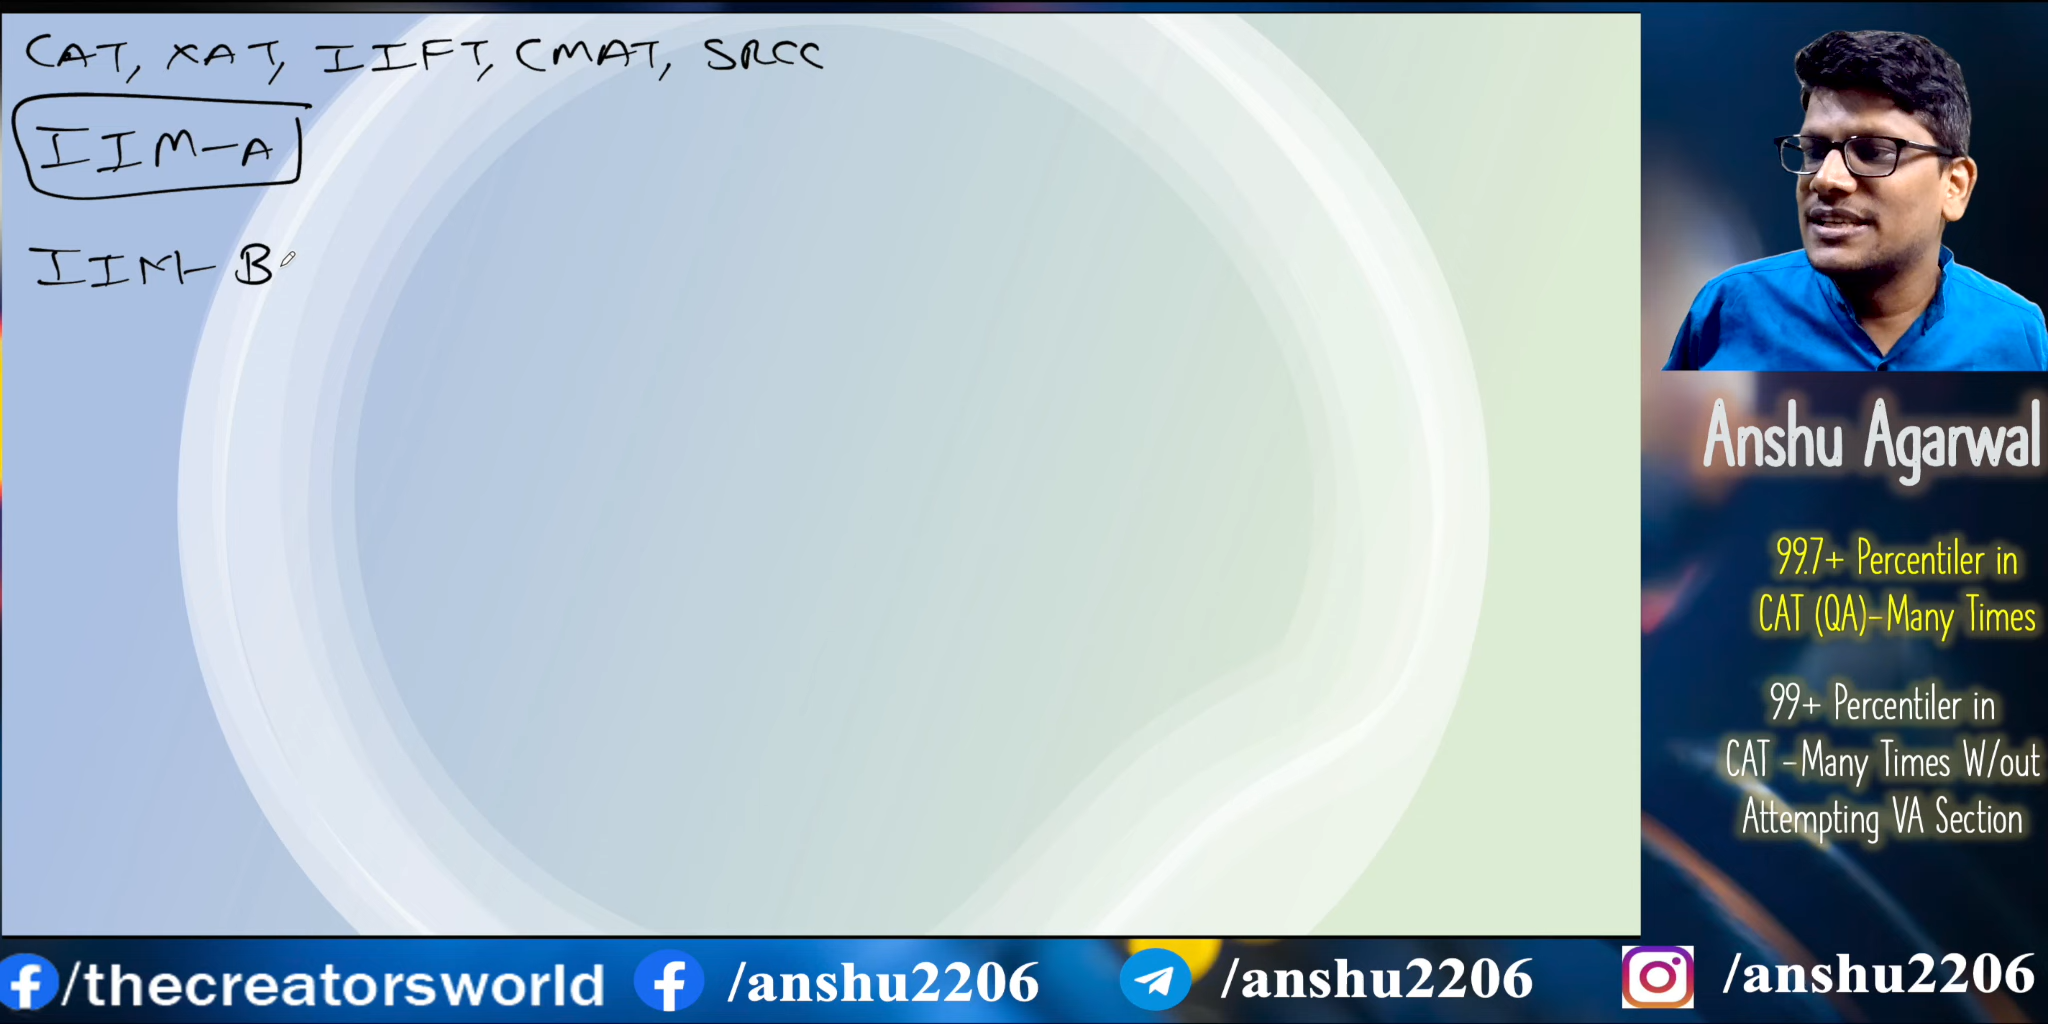 CAT, XAT, IIFT, CMAT, SRCC
IIM-A
IIM-B
Anshu Agarwal
99.7+ Percentiler in
CAT (QA)-Many Times
99+ Percentiler in
CAT -Many Times W/out
Attempting VA Section
/thecreatorsworld /anshu2206 /anshu2206 /anshu2206